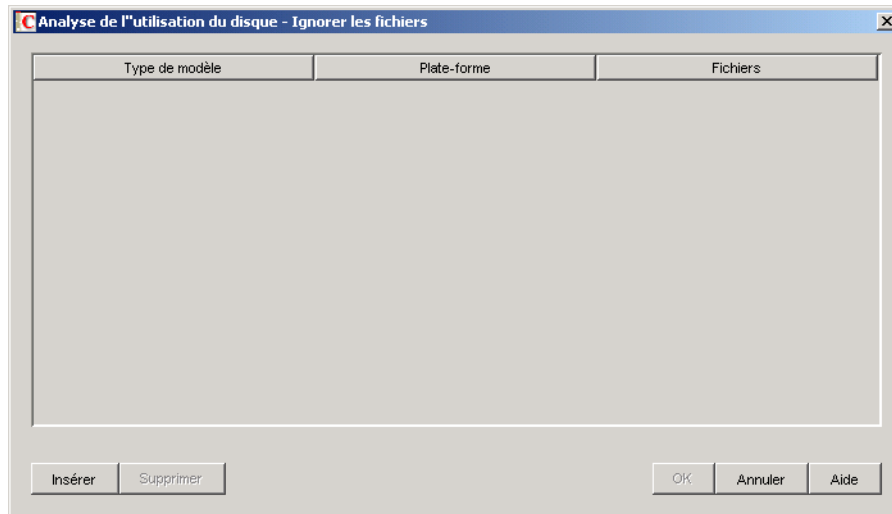 Analyse de l''utilisation du disque - Ignorer les fichiers
Type de modèle Plate-forme Fichiers
Insérer Supprimer OK Annuler Aide